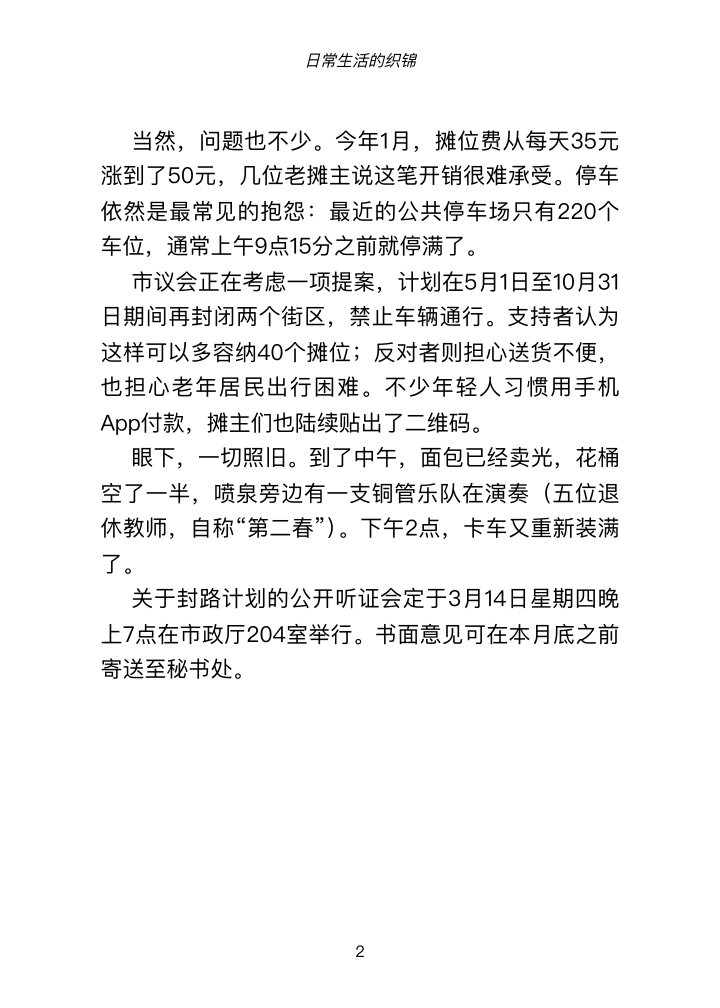 日常生活的织锦
当然，问题也不少。今年1月，摊位费从每天35元
涨到了50元，几位老摊主说这笔开销很难承受。停车
依然是最常见的抱怨：最近的公共停车场只有220个
车位，通常上午9点15分之前就停满了。
市议会正在考虑一项提案，计划在5月1日至10月31
日期间再封闭两个街区，禁止车辆通行。支持者认为
这样可以多容纳40个摊位；反对者则担心送货不便，
也担心老年居民出行困难。不少年轻人习惯用手机
App付款，摊主们也陆续贴出了二维码。
眼下，一切照旧。到了中午，面包已经卖光，花桶
空了一半，喷泉旁边有一支铜管乐队在演奏（五位退
休教师，自称“第二春”）。下午2点，卡车又重新装满
了。
关于封路计划的公开听证会定于3月14日星期四晚
上7点在市政厅204室举行。书面意见可在本月底之前
寄送至秘书处。
2